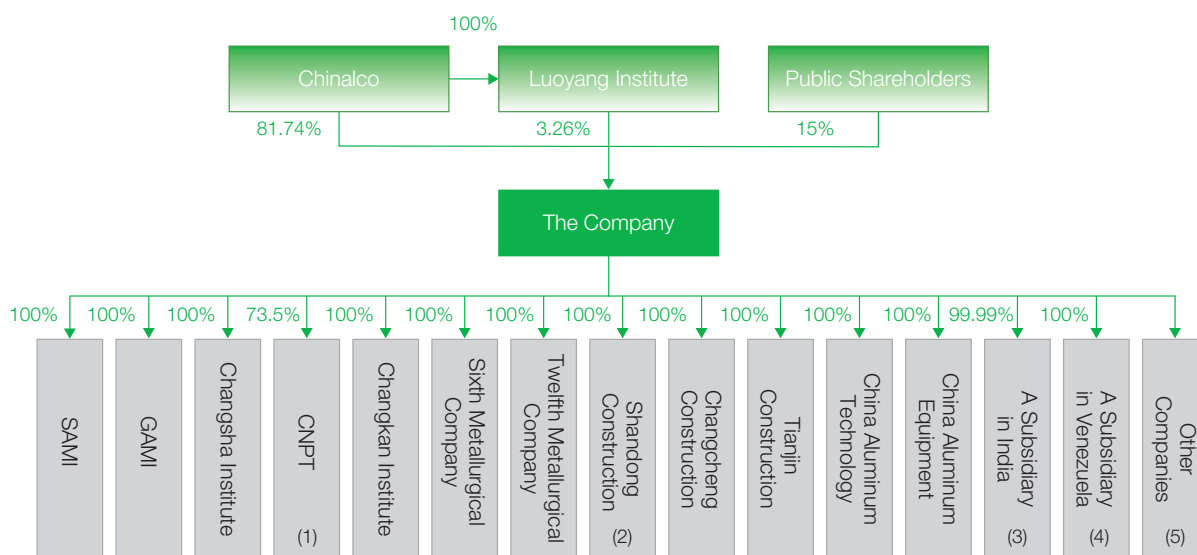 100%
Chinalco
Luoyang Institute
Public Shareholders
81.74%
3.26%
15%
The Company
100%
100%
100%
73.5%
100%
100%
100%
100%
100%
100%
100%
100%
99.99%
100%
SAMI
GAMI
Changsha Institute
CNPT
(1)
Changkan Institute
Sixth Metallurgical
Company
Twelfth Metallurgical
Company
Shandong
Construction
(2)
Changcheng
Construction
Tianjin
Construction
China Aluminum
Technology
China Aluminum
Equipment
A Subsidiary
in India
(3)
A Subsidiary
in Venezuela
(4)
Other
Companies
(5)